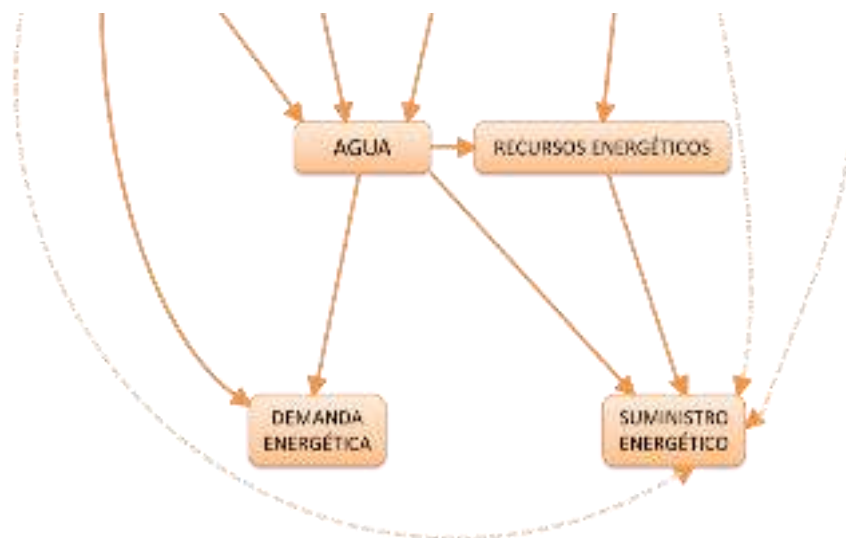 AGUA
RECURSOS ENERGÉTICOS
DEMANDA
ENERGÉTICA
SUMINISTRO
ENERGÉTICO